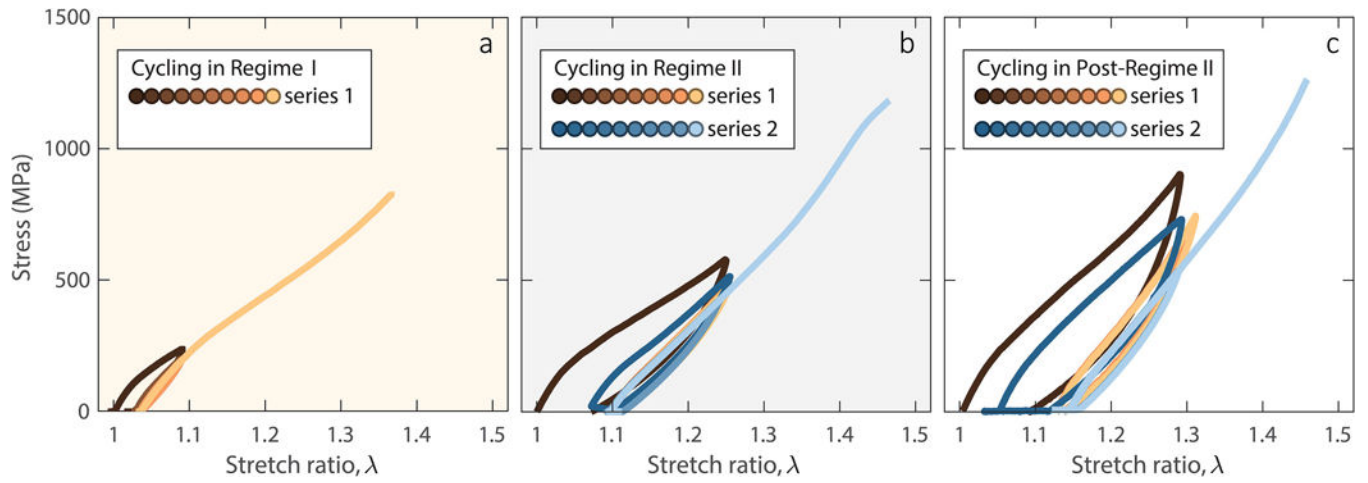 1500
1000
500
0
Stress (MPa)
a
Cycling in Regime I
series 1
1 1.1 1.2 1.3 1.4 1.5
Stretch ratio, λ
b
Cycling in Regime II
series 1
series 2
1 1.1 1.2 1.3 1.4 1.5
Stretch ratio, λ
c
Cycling in Post-Regime II
series 1
series 2
1 1.1 1.2 1.3 1.4 1.5
Stretch ratio, λ